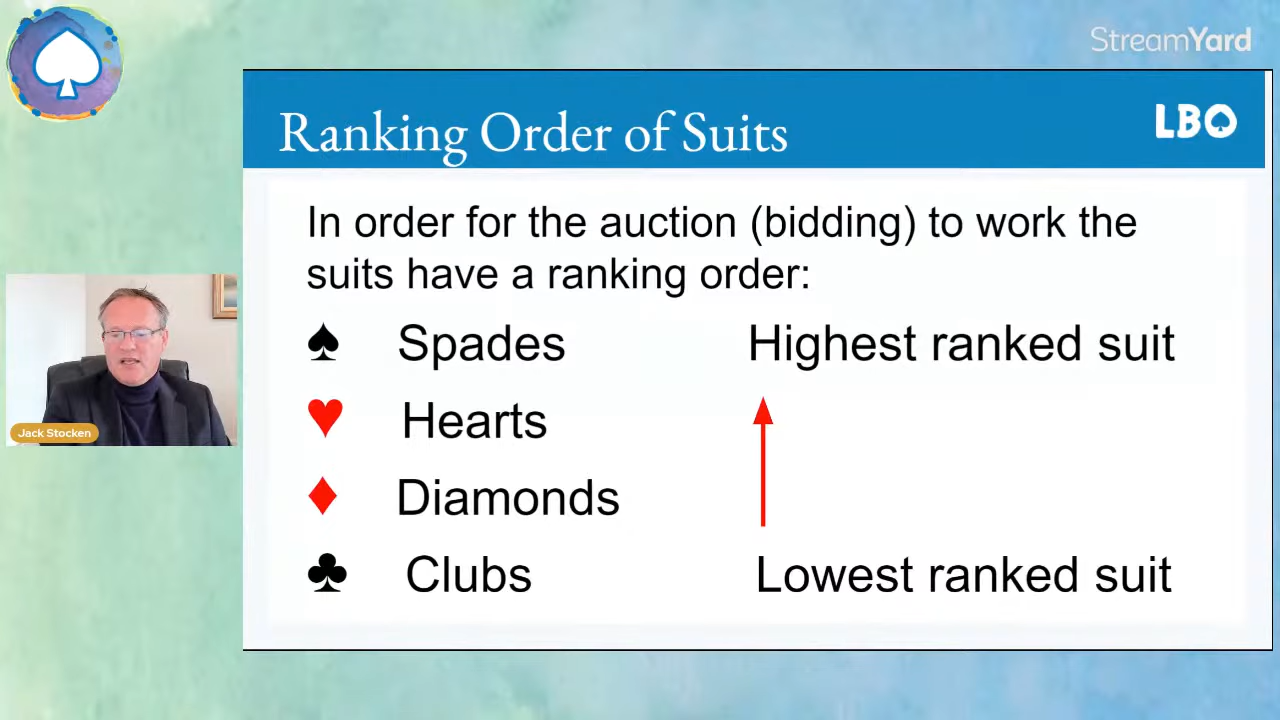 StreamYard
Ranking Order of Suits
LBO
In order for the auction (bidding) to work the
suits have a ranking order:
♠ Spades Highest ranked suit
♥ Hearts
♦ Diamonds
♣ Clubs Lowest ranked suit
Jack Stocken